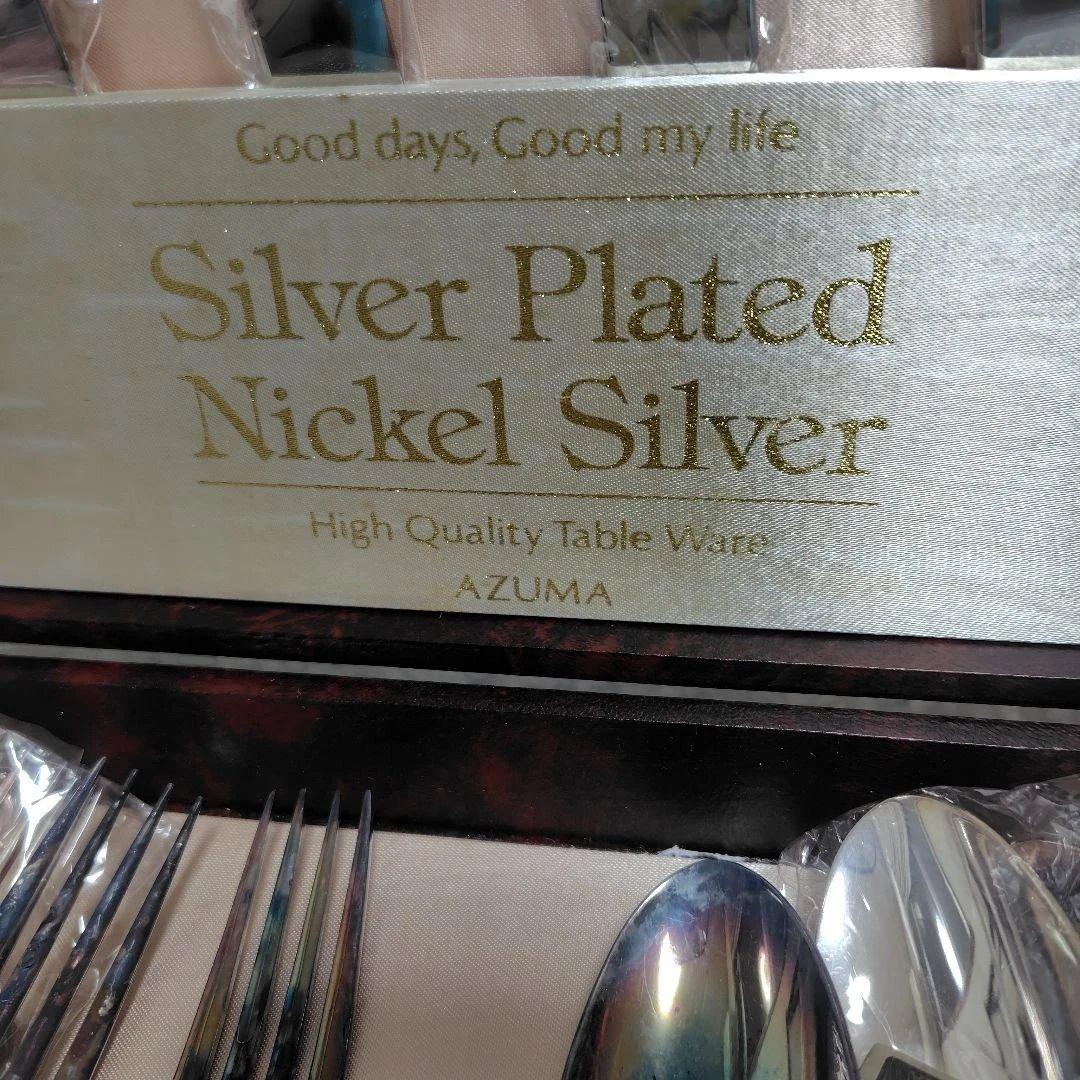 Good days, Good my life
Silver Plated
Nickel Silver
High Quality Table Ware
AZUMA